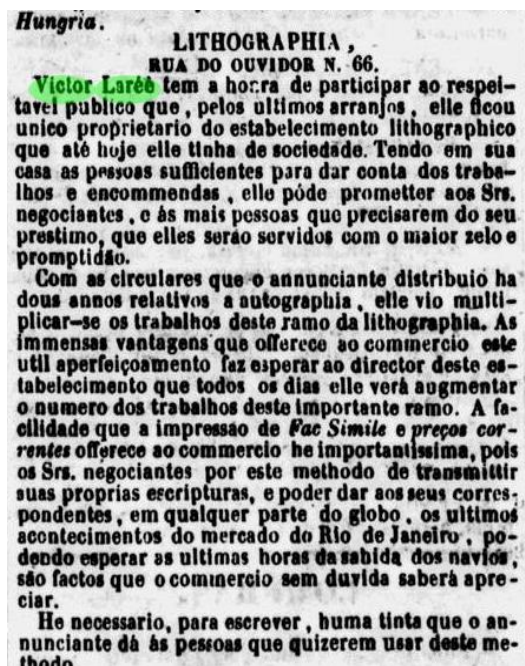 Hungria.
LITHOGRAPHIA,
RUA DO OUVIDOR N. 66.
Victor Laréé tem a honra de participar ao respei-
tavel publico que, pelos ultimos arranjos, elle ficou
unico proprietario do estabelecimento lithographico
que até hoje elle tinha de sociedade. Tendo em sua
casa as pessoas sufficientes para dar conta dos traba-
lhos e encommendas, elle póde prometter aos Srs.
negociantes, e ás mais pessoas que precisarem do seu
prestimo, que elles serão servidos com o maior zelo e
promptidão.
Com as circulares que o annunciante distribuio ha
dous annos relativos a autographia, elle vio multi-
plicar-se os trabalhos deste ramo da lithographia. As
immensas vantagens que offerece ao commercio este
util aperfeiçoamento faz esperar ao director deste es-
tabelecimento que todos os dias elle verá augmentar
o numero dos trabalhos deste importante ramo. A fa-
cilidade que a impressão de Fac Simile e preços cor-
rentes offerece ao commercio he importantissima, pois
os Srs. negociantes por este methodo de transmittir
suas proprias escripturas, e poder dar aos seus corres-
pondentes, em qualquer parte do globo, os ultimos
acontecimentos do mercado do Rio de Janeiro, po-
dendo esperar as ultimas horas da sahida dos navios,
são factos que o commercio sem duvida saberá apre-
ciar.
He necessario, para escrever, huma tinta que o an-
nunciante dá ás pessoas que quizerem usar deste me-
thodo